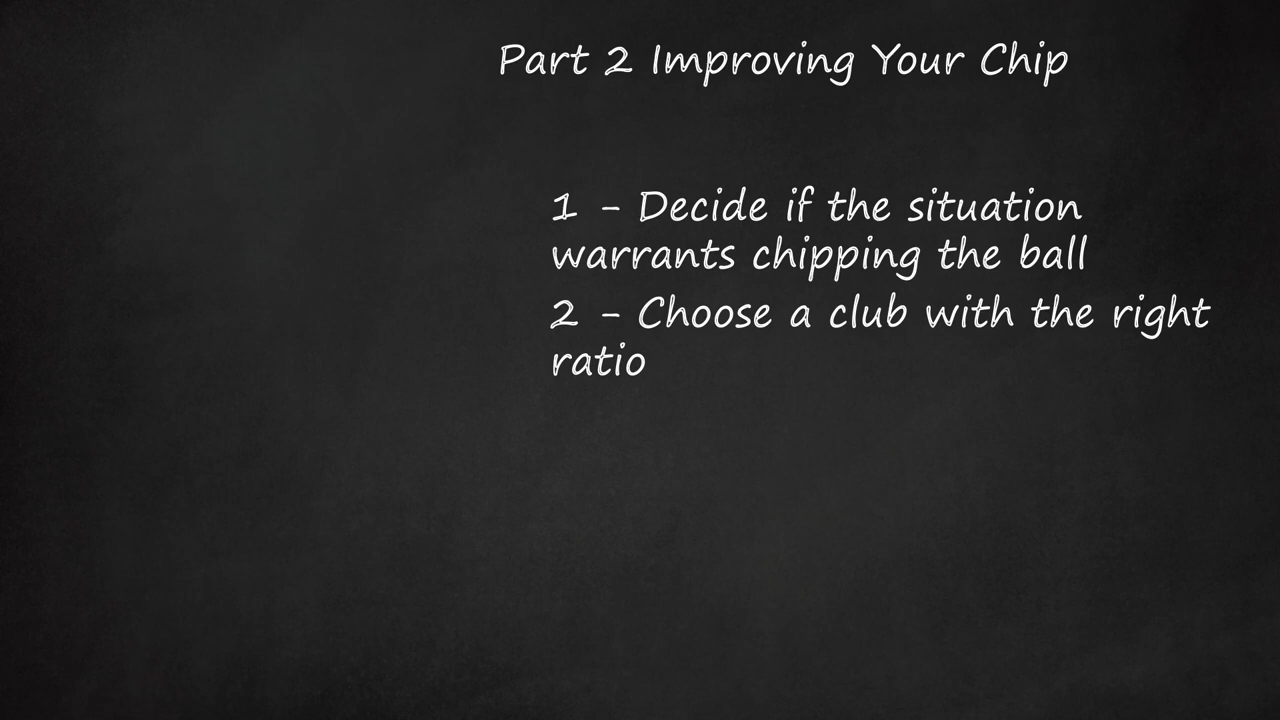 Part 2 Improving Your Chip
1 - Decide if the situation
warrants chipping the ball
2 - Choose a club with the right
ratio